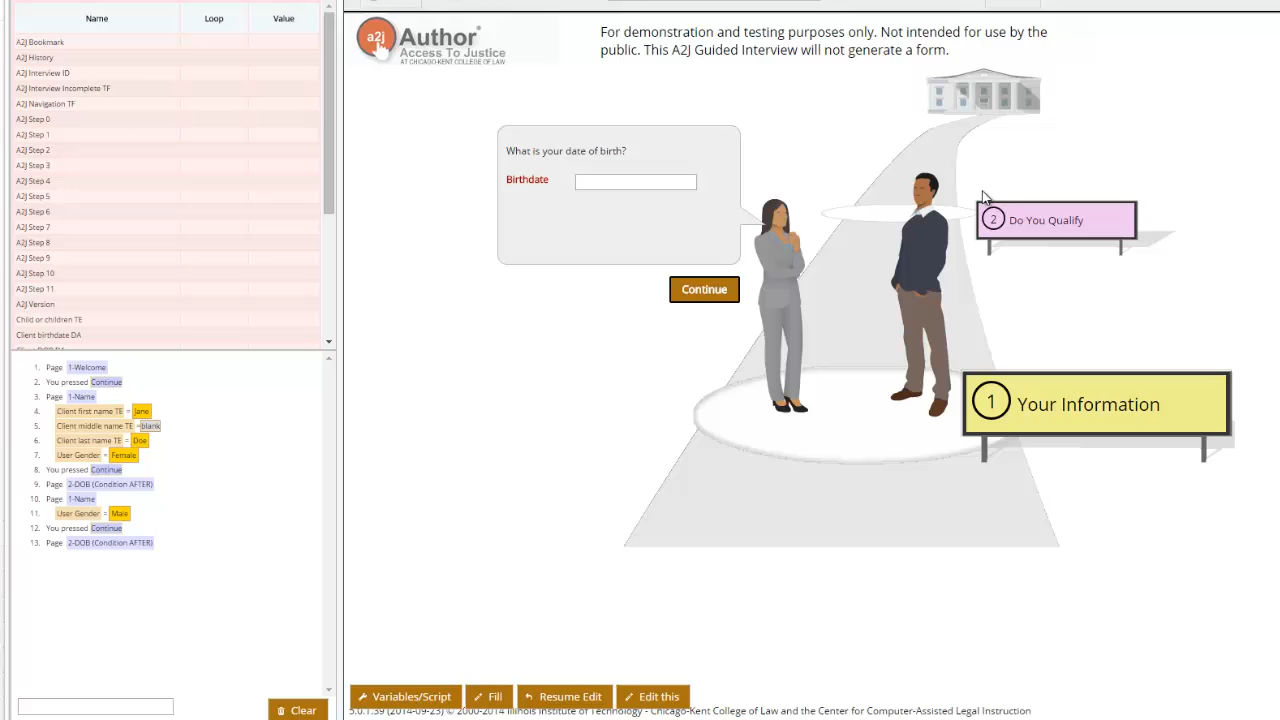 Name Loop Value
A2J Bookmark
A2J History
A2J Interview ID
A2J Interview Incomplete TF
A2J Navigation TF
A2J Step 0
A2J Step 1
A2J Step 2
A2J Step 3
A2J Step 4
A2J Step 5
A2J Step 6
A2J Step 7
A2J Step 8
A2J Step 9
A2J Step 10
A2J Step 11
A2J Version
Child or children TE
Client birthdate DA
1. Page 1-Welcome
2. You pressed Continue
3. Page 1-Name
4. Client first name TE = Jane
5. Client middle name TE =blank
6. Client last name TE = Doe
7. User Gender = Female
8. You pressed Continue
9. Page 2-DOB (Condition AFTER)
10. Page 1-Name
11. User Gender = Male
12. You pressed Continue
13. Page 2-DOB (Condition AFTER)
Clear
a2j Author®
Access To Justice
AT CHICAGO-KENT COLLEGE OF LAW
For demonstration and testing purposes only. Not intended for use by the
public. This A2J Guided Interview will not generate a form.
What is your date of birth?
Birthdate
Continue
2 Do You Qualify
1 Your Information
Variables/Script Fill Resume Edit Edit this
5.0.1.39 (2014-09-23) © 2000-2014 Illinois Institute of Technology - Chicago-Kent College of Law and the Center for Computer-Assisted Legal Instruction